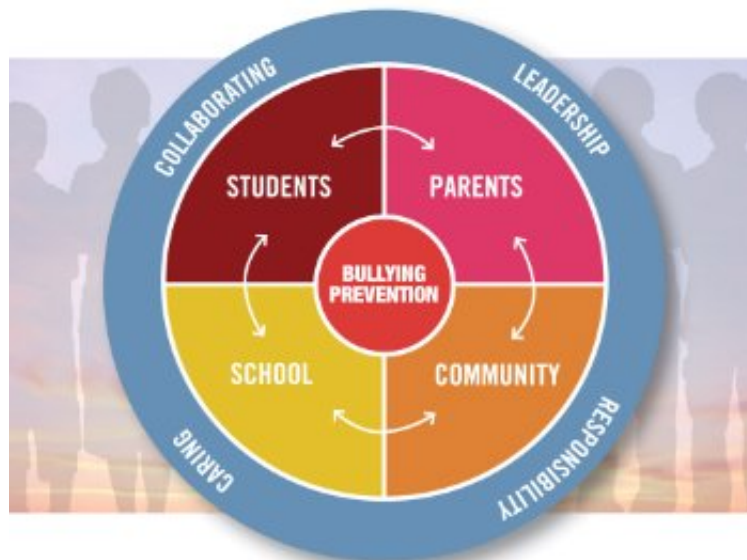 COLLABORATING
LEADERSHIP
STUDENTS
PARENTS
BULLYING
PREVENTION
SCHOOL
COMMUNITY
CARING
RESPONSIBILITY